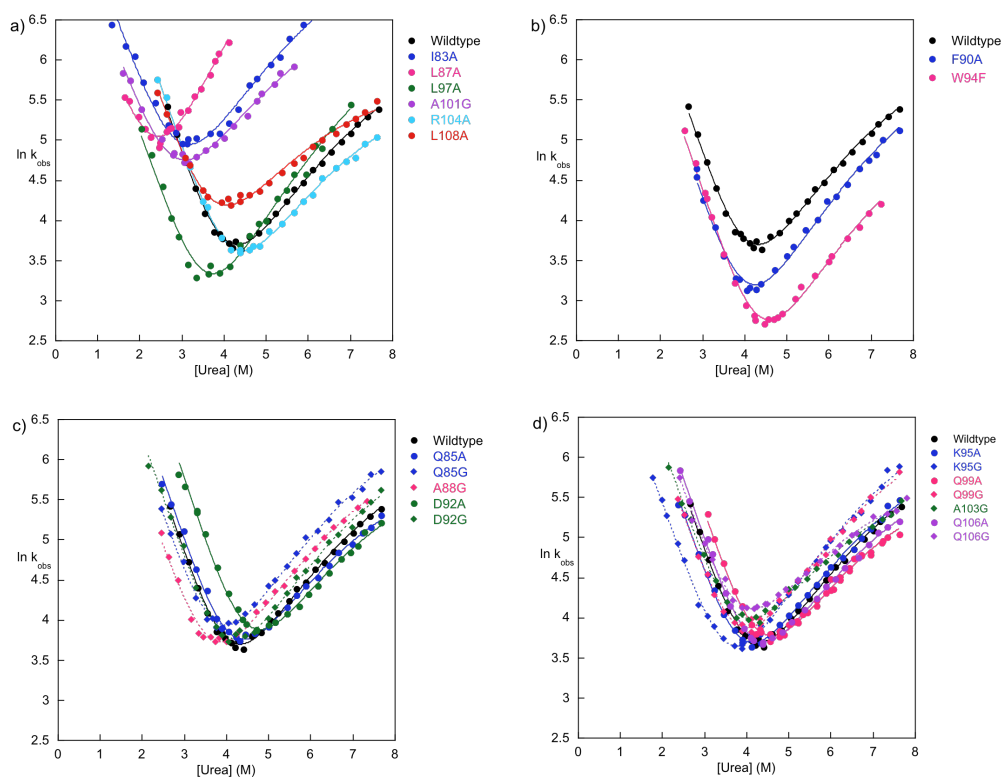 a)
ln k obs
6.5
6
5.5
5
4.5
4
3.5
3
2.5
0 1 2 3 4 5 6 7 8
[Urea] (M)
Wildtype
I83A
L87A
L97A
A101G
R104A
L108A
b)
ln k obs
6.5
6
5.5
5
4.5
4
3.5
3
2.5
0 1 2 3 4 5 6 7 8
[Urea] (M)
Wildtype
F90A
W94F
c)
ln k obs
6.5
6
5.5
5
4.5
4
3.5
3
2.5
0 1 2 3 4 5 6 7 8
[Urea] (M)
Wildtype
Q85A
Q85G
A88G
D92A
D92G
d)
ln k obs
6.5
6
5.5
5
4.5
4
3.5
3
2.5
0 1 2 3 4 5 6 7 8
[Urea] (M)
Wildtype
K95A
K95G
Q99A
Q99G
A103G
Q106A
Q106G